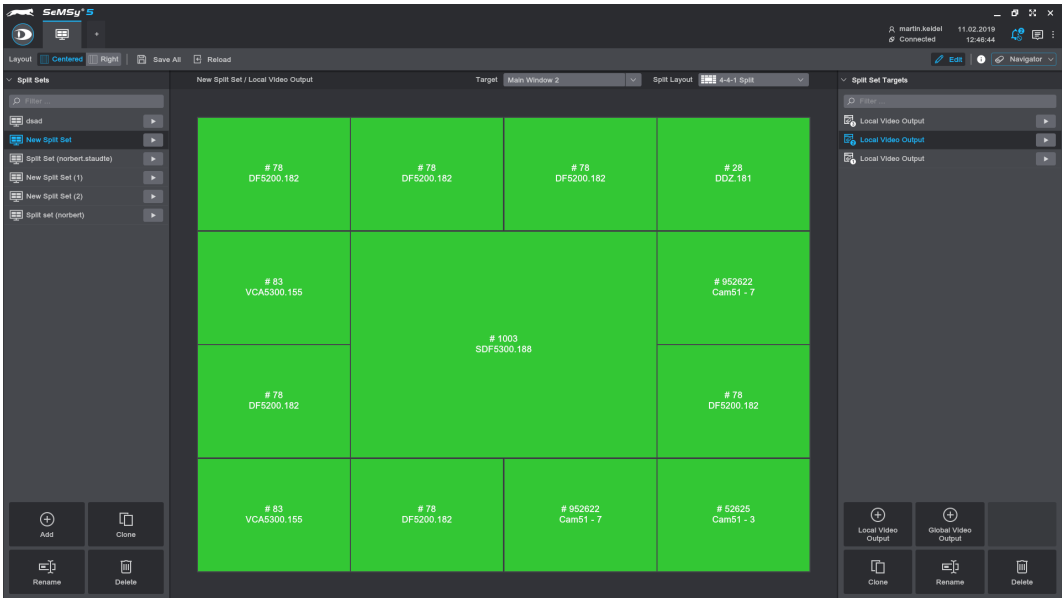 SeMSy®5
martin.keidel 11.02.2019
Connected 12:46:44
Layout Centered Right Save All Reload Edit Navigator
Split Sets
Filter ...
dsad
New Split Set
Split Set (norbert.staudte)
New Split Set (1)
New Split Set (2)
Split set (norbert)
Add
Clone
Rename
Delete
New Split Set / Local Video Output Target Main Window 2 Split Layout 4-4-1 Split
# 78
DF5200.182
# 78
DF5200.182
# 78
DF5200.182
# 28
DDZ.181
# 83
VCA5300.155
# 1003
SDF5300.188
# 952622
Cam51 - 7
# 78
DF5200.182
# 78
DF5200.182
# 83
VCA5300.155
# 78
DF5200.182
# 952622
Cam51 - 7
# 52625
Cam51 - 3
Split Set Targets
Filter ...
Local Video Output
Local Video Output
Local Video Output
Local Video
Output
Global Video
Output
Clone
Rename
Delete